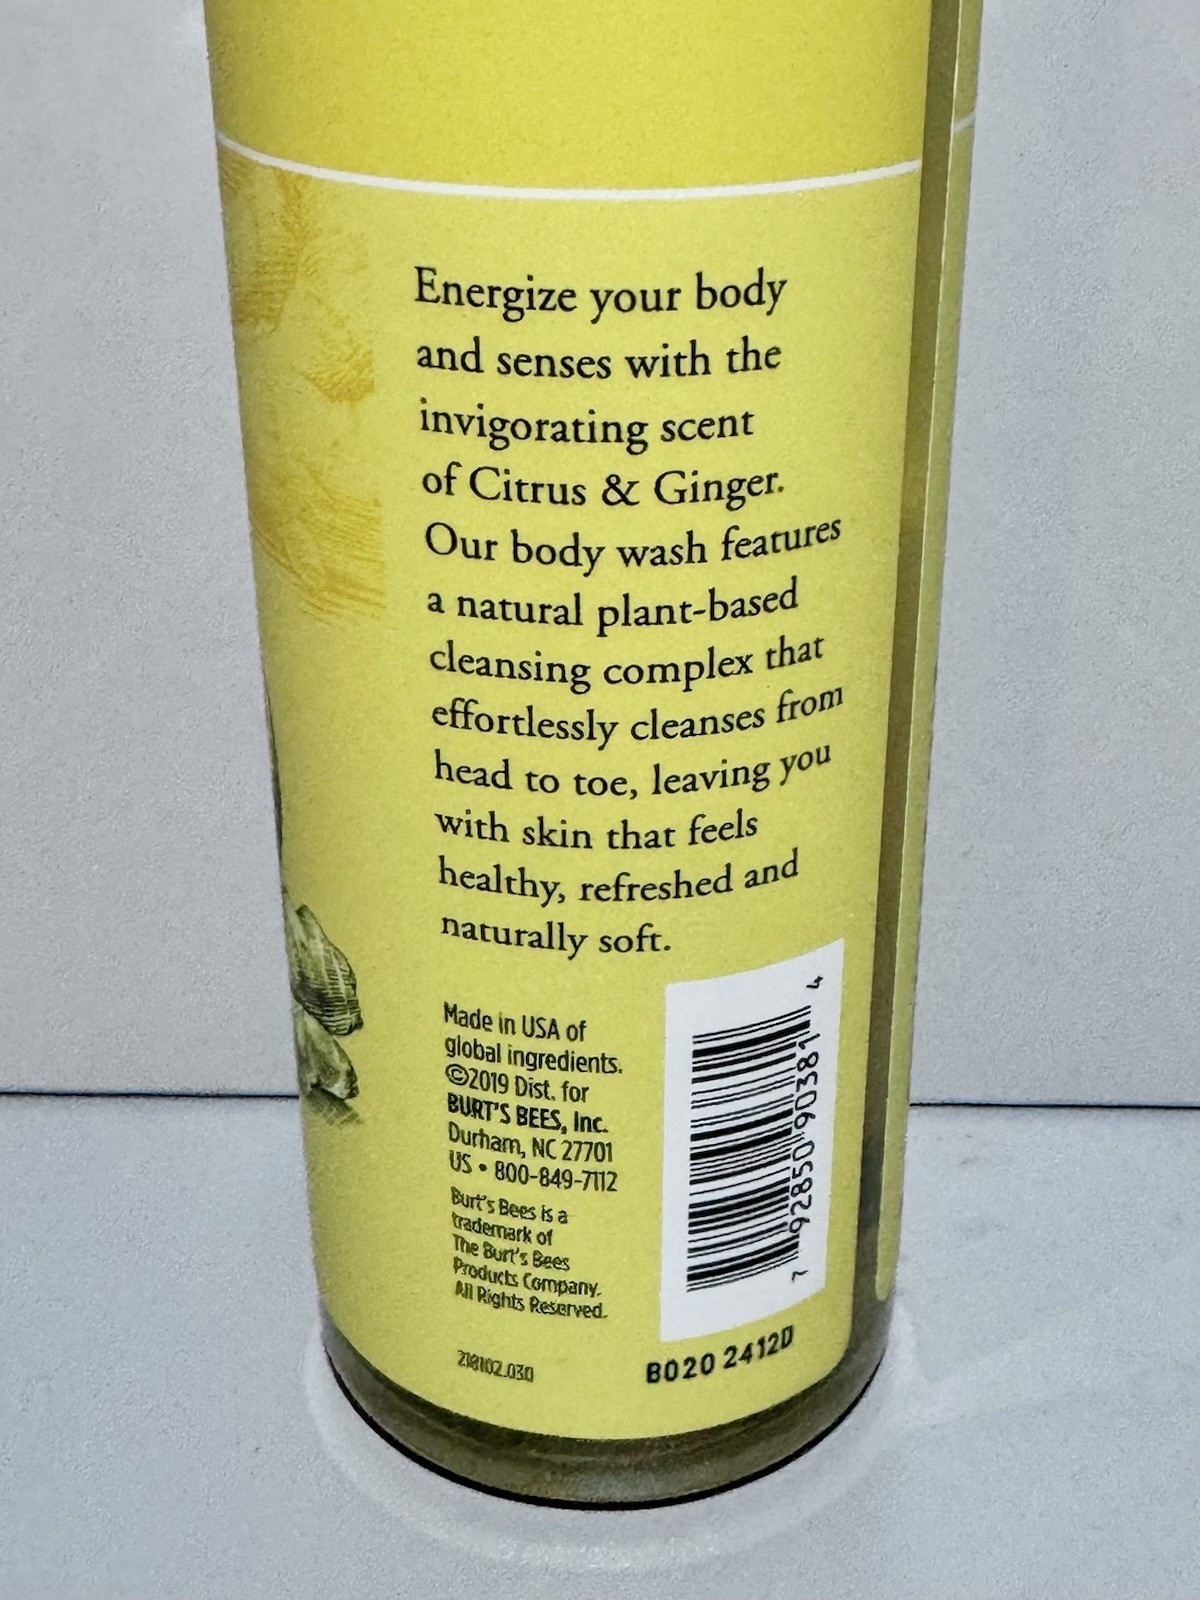 Energize your body
and senses with the
invigorating scent
of Citrus & Ginger.
Our body wash features
a natural plant-based
cleansing complex that
effortlessly cleanses from
head to toe, leaving you
with skin that feels
healthy, refreshed and
naturally soft.
Made in USA of
global ingredients.
©2019 Dist. for
BURT'S BEES, Inc.
Durham, NC 27701
US • 800-849-7112
Burt's Bees is a
trademark of
The Burt's Bees
Products Company.
All Rights Reserved.
7 92850 90381 4
B020 2412D